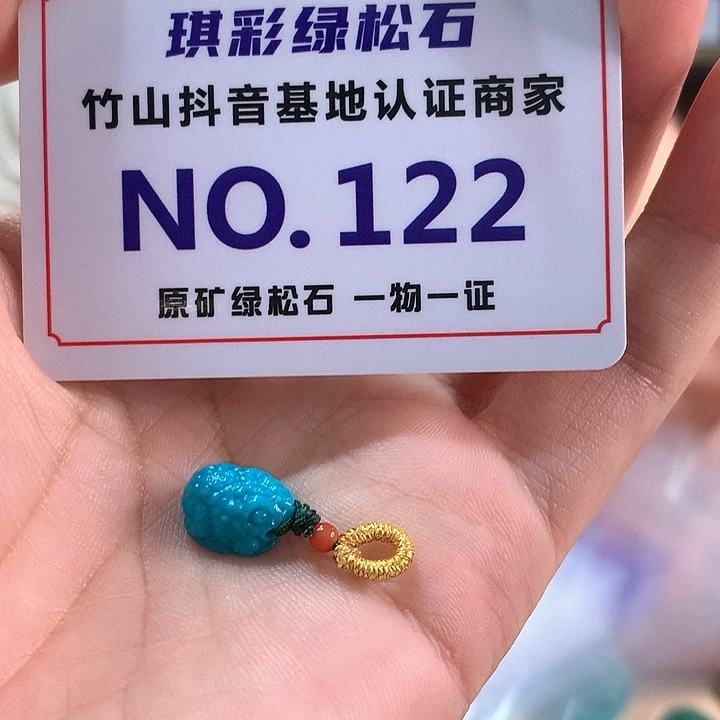 琪彩绿松石
竹山抖音基地认证商家
NO.122
原矿绿松石 一物一证